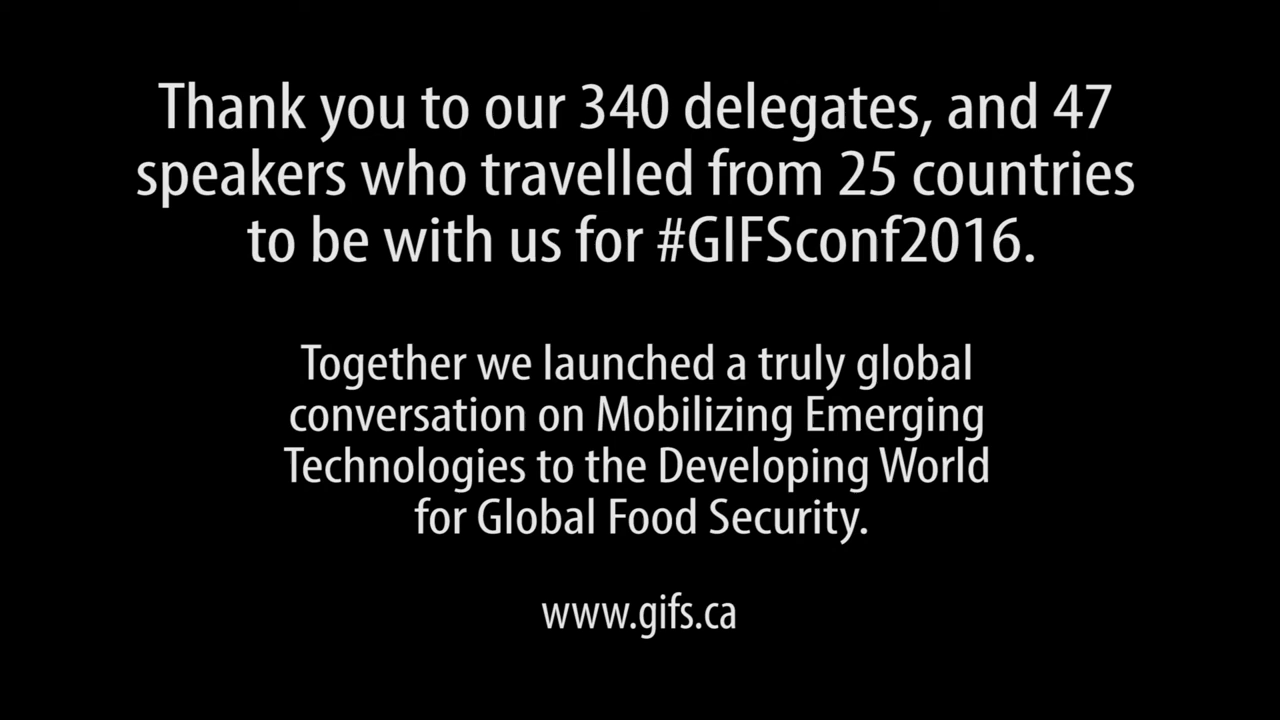 Thank you to our 340 delegates, and 47
speakers who travelled from 25 countries
to be with us for #GIFSconf2016.
Together we launched a truly global
conversation on Mobilizing Emerging
Technologies to the Developing World
for Global Food Security.
www.gifs.ca